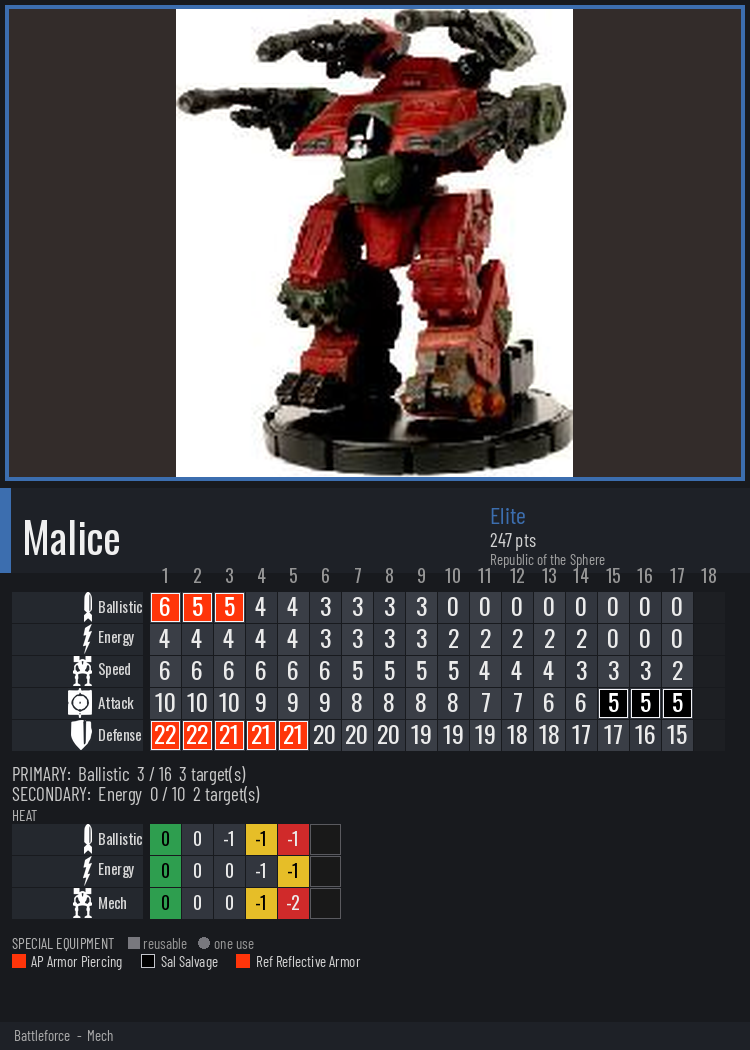 Malice
Elite
247 pts
Republic of the Sphere
1 2 3 4 5 6 7 8 9 10 11 12 13 14 15 16 17 18
Ballistic 6 5 5 4 4 3 3 3 3 0 0 0 0 0 0 0 0
Energy 4 4 4 4 4 3 3 3 3 2 2 2 2 2 0 0 0
Speed 6 6 6 6 6 6 5 5 5 5 4 4 4 3 3 3 2
Attack 10 10 10 9 9 9 8 8 8 8 7 7 6 6 5 5 5
Defense 22 22 21 21 21 20 20 20 19 19 19 18 18 17 17 16 15
PRIMARY: Ballistic 3 / 16 3 target(s)
SECONDARY: Energy 0 / 10 2 target(s)
HEAT
Ballistic 0 0 -1 -1 -1
Energy 0 0 0 -1 -1
Mech 0 0 0 -1 -2
SPECIAL EQUIPMENT reusable one use
AP Armor Piercing Sal Salvage Ref Reflective Armor
Battleforce - Mech